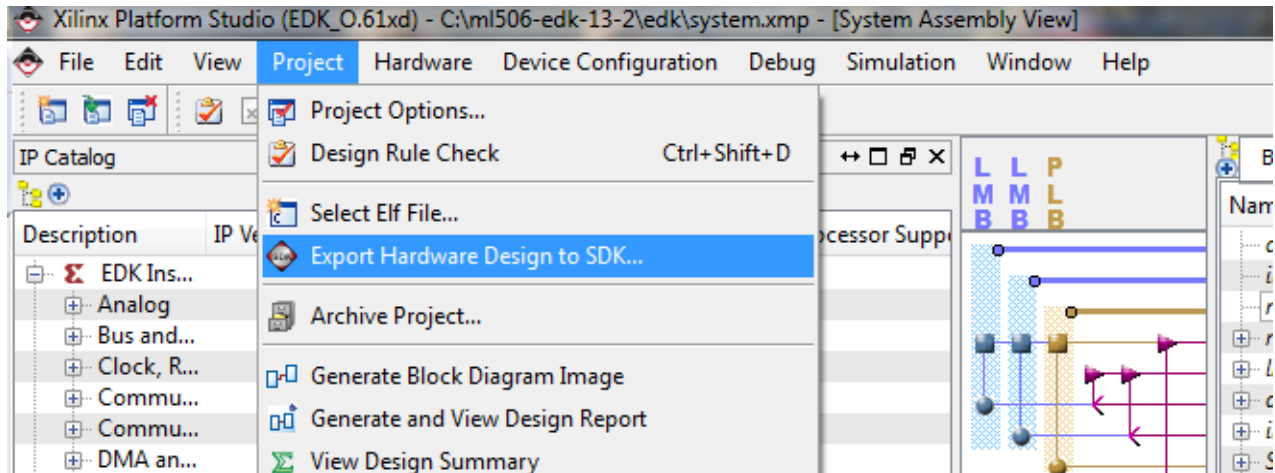 Xilinx Platform Studio (EDK_O.61xd) - C:\ml506-edk-13-2\edk\system.xmp - [System Assembly View]
File Edit View Project Hardware Device Configuration Debug Simulation Window Help
Project Options...
Design Rule Check Ctrl+Shift+D
Select Elf File...
Export Hardware Design to SDK...
Archive Project...
Generate Block Diagram Image
Generate and View Design Report
View Design Summary
IP Catalog
Description IP Ve ocessor Suppo
EDK Ins...
Analog
Bus and...
Clock, R...
Commu...
Commu...
DMA an...
L L P
M M L
B B B
B
Nam